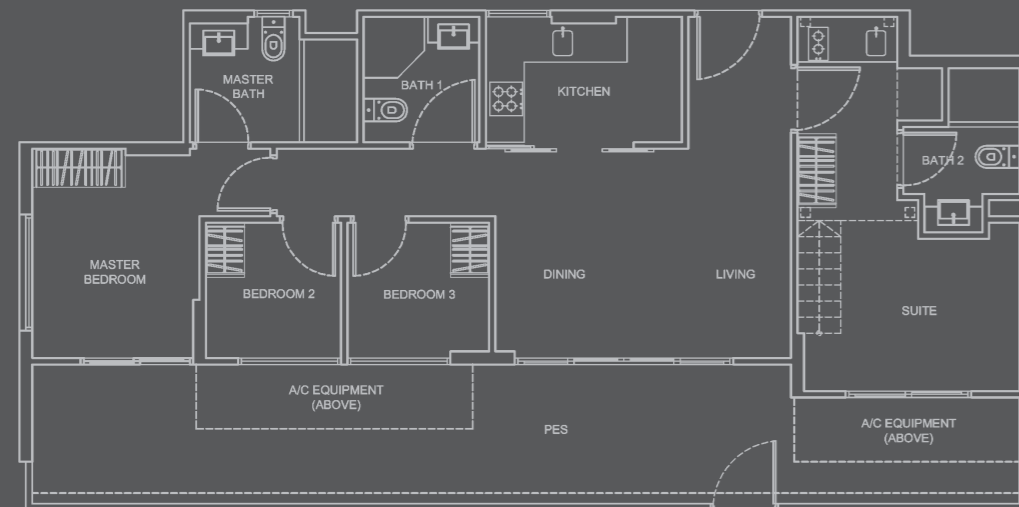 MASTER
BATH
BATH 1
KITCHEN
BATH 2
MASTER
BEDROOM
BEDROOM 2
BEDROOM 3
DINING
LIVING
SUITE
A/C EQUIPMENT
(ABOVE)
PES
A/C EQUIPMENT
(ABOVE)